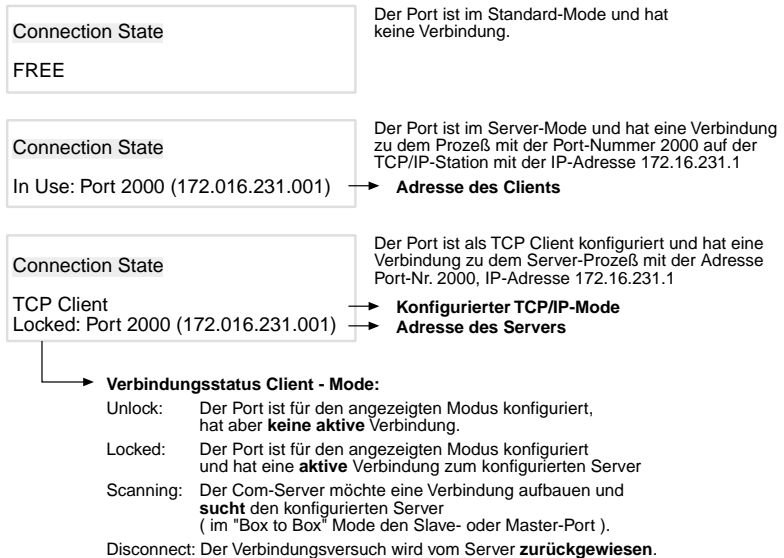 Connection State
FREE
Der Port ist im Standard-Mode und hat
keine Verbindung.
Connection State
In Use: Port 2000 (172.016.231.001)
Der Port ist im Server-Mode und hat eine Verbindung
zu dem Prozeß mit der Port-Nummer 2000 auf der
TCP/IP-Station mit der IP-Adresse 172.16.231.1
Adresse des Clients
Connection State
TCP Client
Locked: Port 2000 (172.016.231.001)
Der Port ist als TCP Client konfiguriert und hat eine
Verbindung zu dem Server-Prozeß mit der Adresse
Port-Nr. 2000, IP-Adresse 172.16.231.1
Konfigurierter TCP/IP-Mode
Adresse des Servers
Verbindungsstatus Client - Mode:
Unlock: Der Port ist für den angezeigten Modus konfiguriert,
hat aber keine aktive Verbindung.
Locked: Der Port ist für den angezeigten Modus konfiguriert
und hat eine aktive Verbindung zum konfigurierten Server
Scanning: Der Com-Server möchte eine Verbindung aufbauen und
sucht den konfigurierten Server
( im "Box to Box" Mode den Slave- oder Master-Port ).
Disconnect: Der Verbindungsversuch wird vom Server zurückgewiesen.